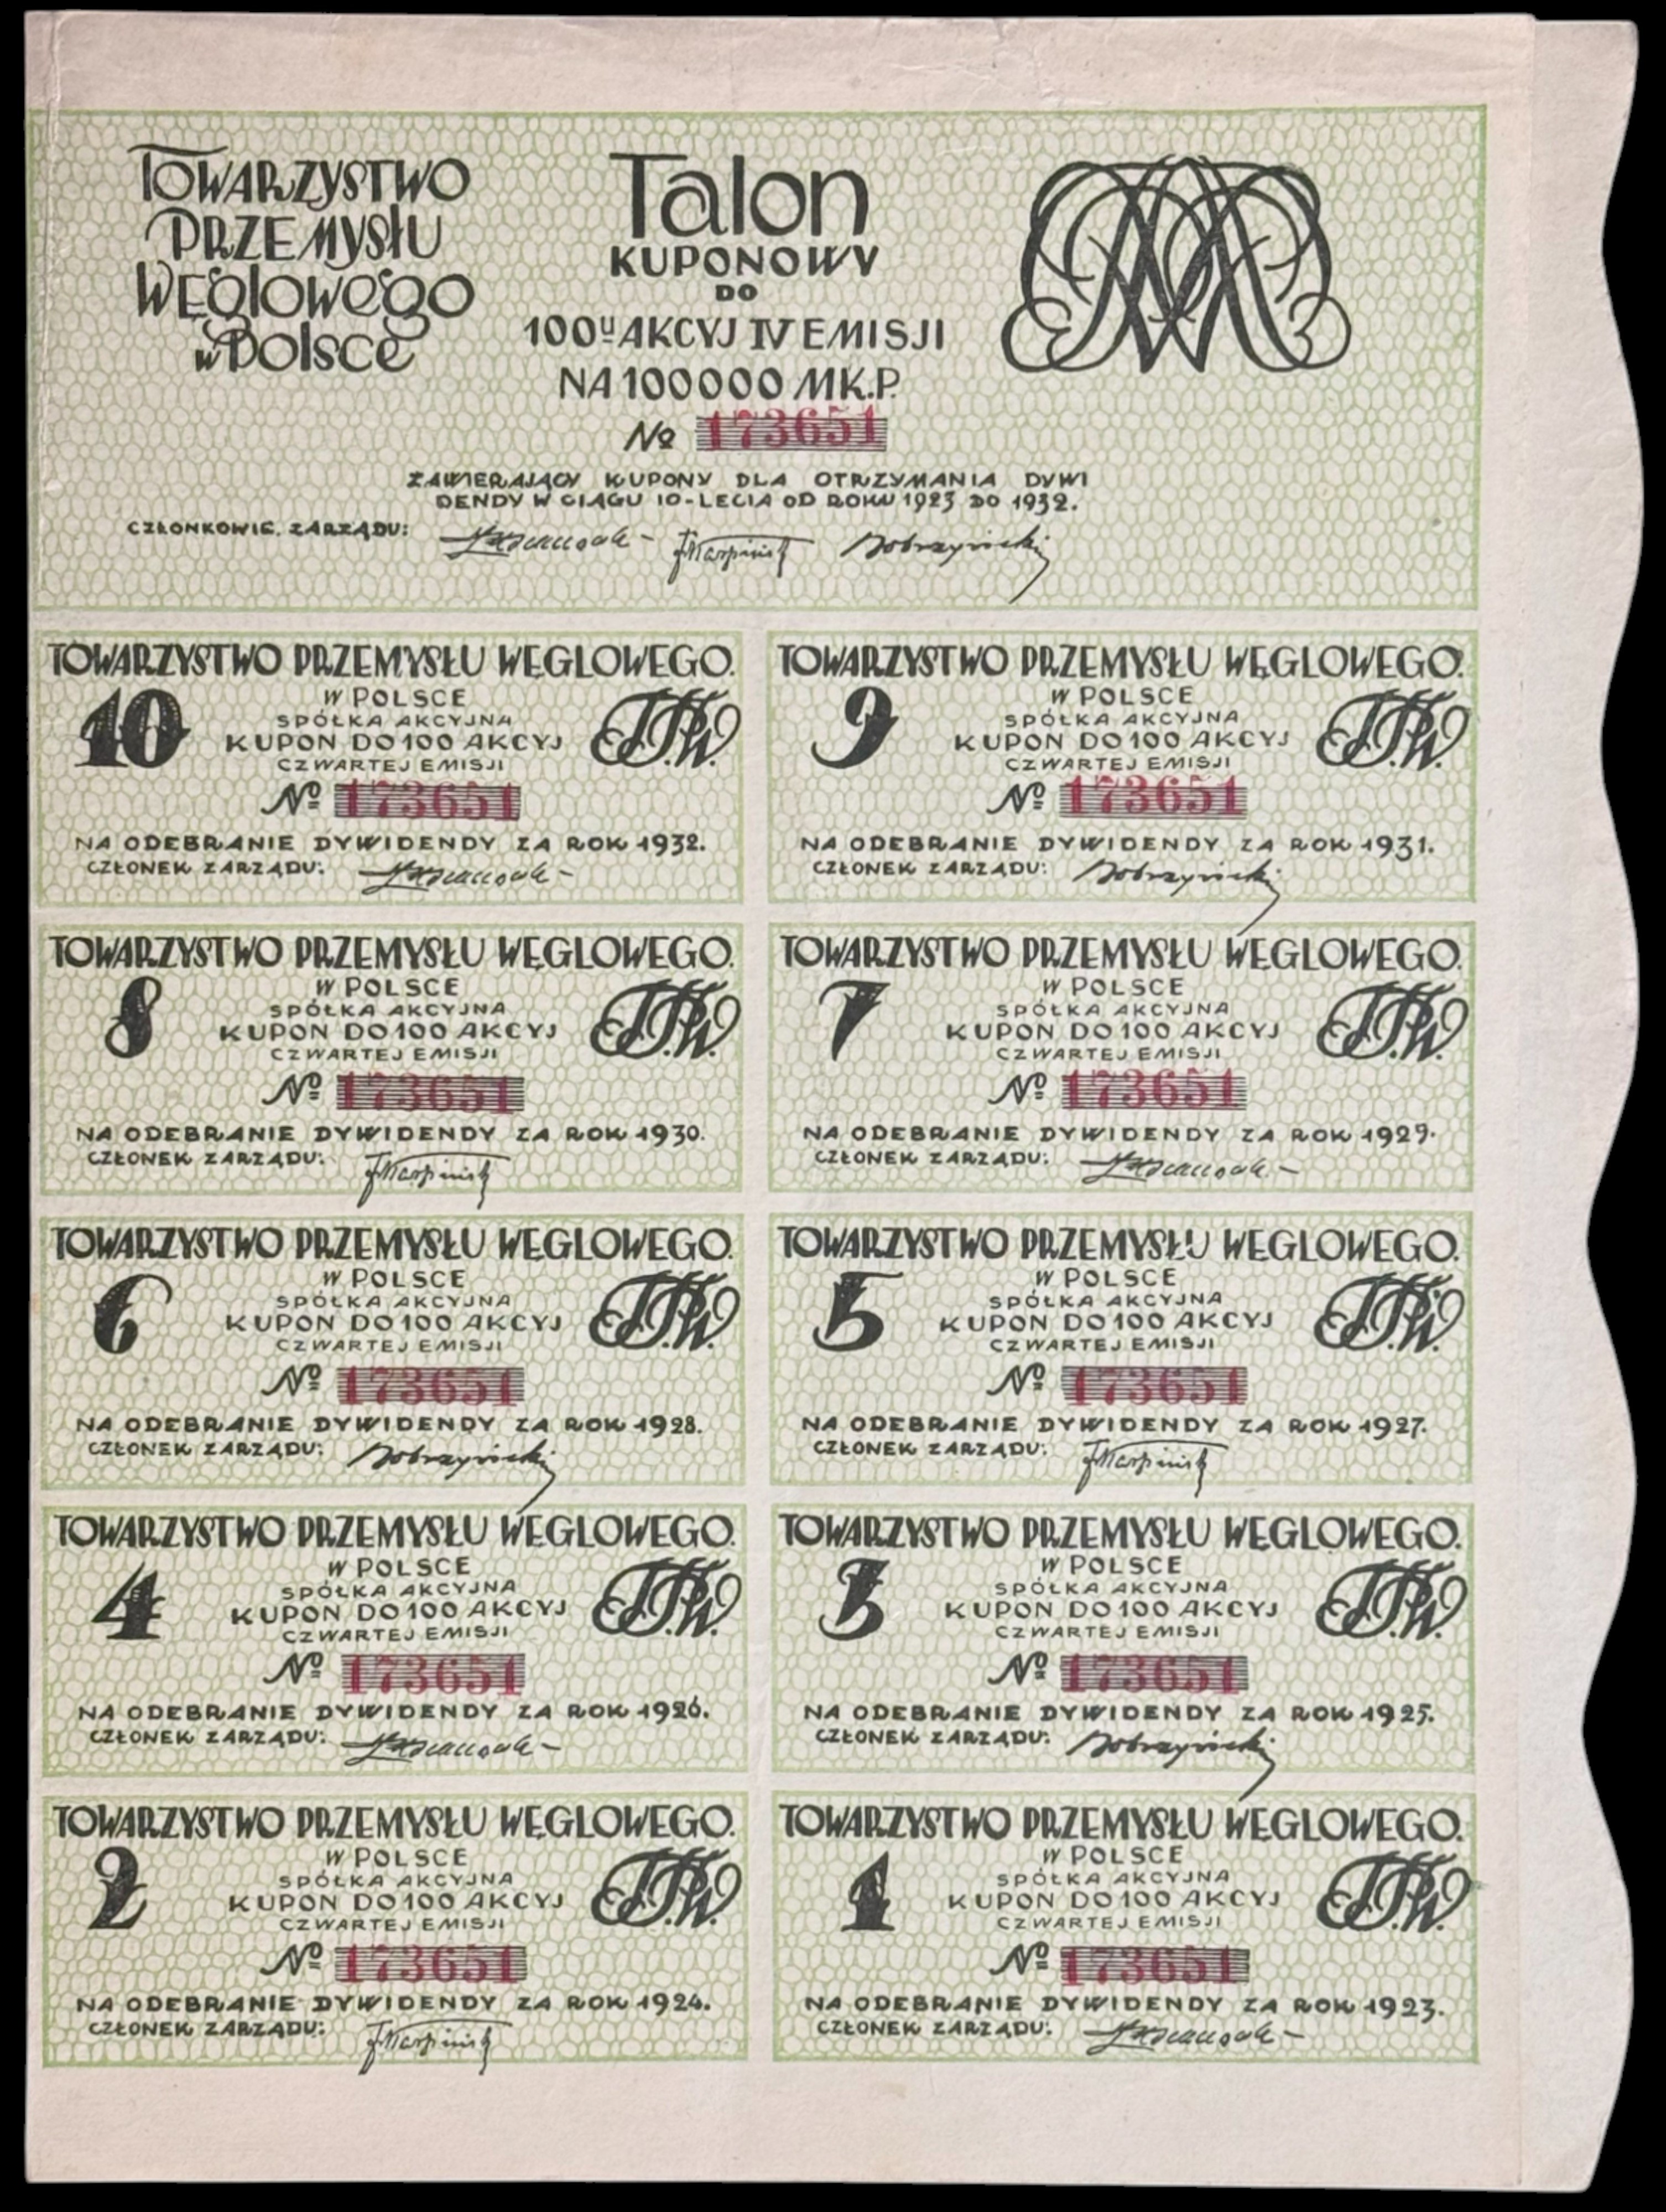 TOWARZYSTWO
PRZEMYSŁU
WĘGLOWEGO
w POLSCE
Talon
KUPONOWY
DO
100U AKCYJ IV EMISJI
NA 100000 MK.P.
No 173651
ZAWIERAJĄCY KUPONY DLA OTRZYMANIA DYWI
DENDY W CIĄGU 10-LECIA OD ROKU 1923 DO 1932.
CZŁONKOWIE ZARZĄDU:
TOWARZYSTWO PRZEMYSŁU WĘGLOWEGO.
W POLSCE
10
SPÓŁKA AKCYJNA
KUPON DO 100 AKCYJ
T.P.W.
CZWARTEJ EMISJI
No 173651
NA ODEBRANIE DYWIDENDY ZA ROK 1932.
CZŁONEK ZARZĄDU:
TOWARZYSTWO PRZEMYSŁU WĘGLOWEGO.
W POLSCE
9
SPÓŁKA AKCYJNA
KUPON DO 100 AKCYJ
T.P.W.
CZWARTEJ EMISJI
No 173651
NA ODEBRANIE DYWIDENDY ZA ROK 1931.
CZŁONEK ZARZĄDU: Dobrzyński
TOWARZYSTWO PRZEMYSŁU WĘGLOWEGO.
W POLSCE
8
SPÓŁKA AKCYJNA
KUPON DO 100 AKCYJ
T.P.W.
CZWARTEJ EMISJI
No 173651
NA ODEBRANIE DYWIDENDY ZA ROK 1930.
CZŁONEK ZARZĄDU:
TOWARZYSTWO PRZEMYSŁU WĘGLOWEGO.
W POLSCE
7
SPÓŁKA AKCYJNA
KUPON DO 100 AKCYJ
T.P.W.
CZWARTEJ EMISJI
No 173651
NA ODEBRANIE DYWIDENDY ZA ROK 1929.
CZŁONEK ZARZĄDU:
TOWARZYSTWO PRZEMYSŁU WĘGLOWEGO.
W POLSCE
6
SPÓŁKA AKCYJNA
KUPON DO 100 AKCYJ
T.P.W.
CZWARTEJ EMISJI
No 173651
NA ODEBRANIE DYWIDENDY ZA ROK 1928.
CZŁONEK ZARZĄDU: Dobrzyński
TOWARZYSTWO PRZEMYSŁU WĘGLOWEGO.
W POLSCE
5
SPÓŁKA AKCYJNA
KUPON DO 100 AKCYJ
T.P.W.
CZWARTEJ EMISJI
No 173651
NA ODEBRANIE DYWIDENDY ZA ROK 1927.
CZŁONEK ZARZĄDU:
TOWARZYSTWO PRZEMYSŁU WĘGLOWEGO.
W POLSCE
4
SPÓŁKA AKCYJNA
KUPON DO 100 AKCYJ
T.P.W.
CZWARTEJ EMISJI
No 173651
NA ODEBRANIE DYWIDENDY ZA ROK 1926.
CZŁONEK ZARZĄDU:
TOWARZYSTWO PRZEMYSŁU WĘGLOWEGO.
W POLSCE
3
SPÓŁKA AKCYJNA
KUPON DO 100 AKCYJ
T.P.W.
CZWARTEJ EMISJI
No 173651
NA ODEBRANIE DYWIDENDY ZA ROK 1925.
CZŁONEK ZARZĄDU: Dobrzyński
TOWARZYSTWO PRZEMYSŁU WĘGLOWEGO.
W POLSCE
2
SPÓŁKA AKCYJNA
KUPON DO 100 AKCYJ
T.P.W.
CZWARTEJ EMISJI
No 173651
NA ODEBRANIE DYWIDENDY ZA ROK 1924.
CZŁONEK ZARZĄDU:
TOWARZYSTWO PRZEMYSŁU WĘGLOWEGO.
W POLSCE
1
SPÓŁKA AKCYJNA
KUPON DO 100 AKCYJ
T.P.W.
CZWARTEJ EMISJI
No 173651
NA ODEBRANIE DYWIDENDY ZA ROK 1923.
CZŁONEK ZARZĄDU: